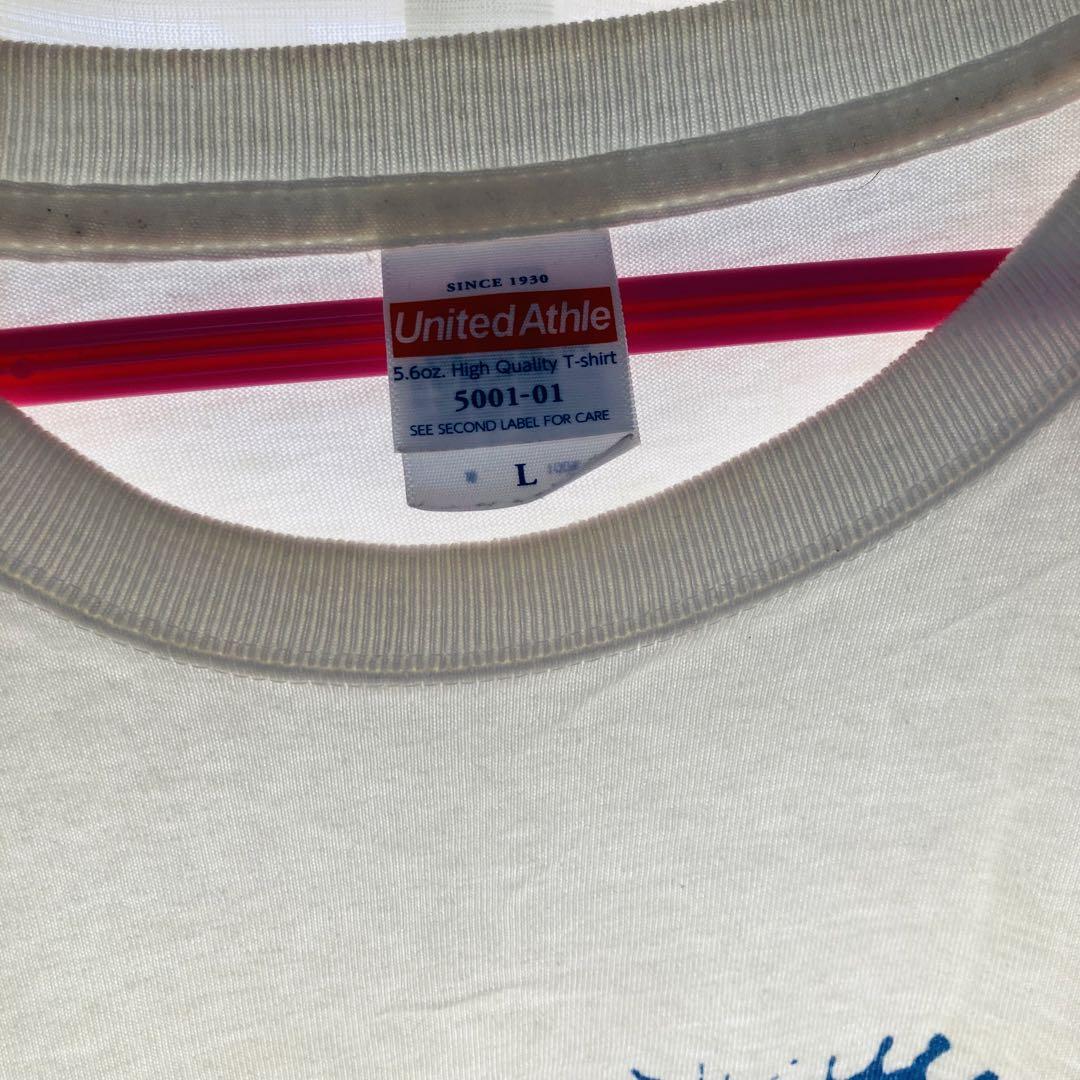 SINCE 1930
United Athle
5.6oz. High Quality T-shirt
5001-01
SEE SECOND LABEL FOR CARE
L